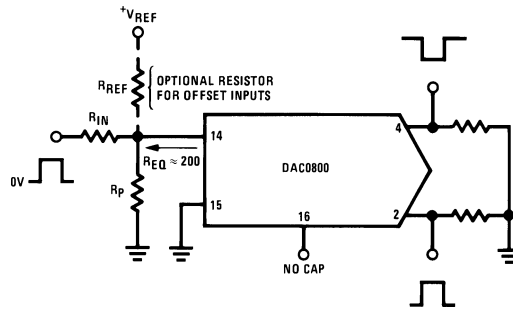 +VREF
RREF
OPTIONAL RESISTOR
FOR OFFSET INPUTS
RIN
14
4
REQ ≈ 200
DAC0800
0V
RP
15
16
2
NO CAP